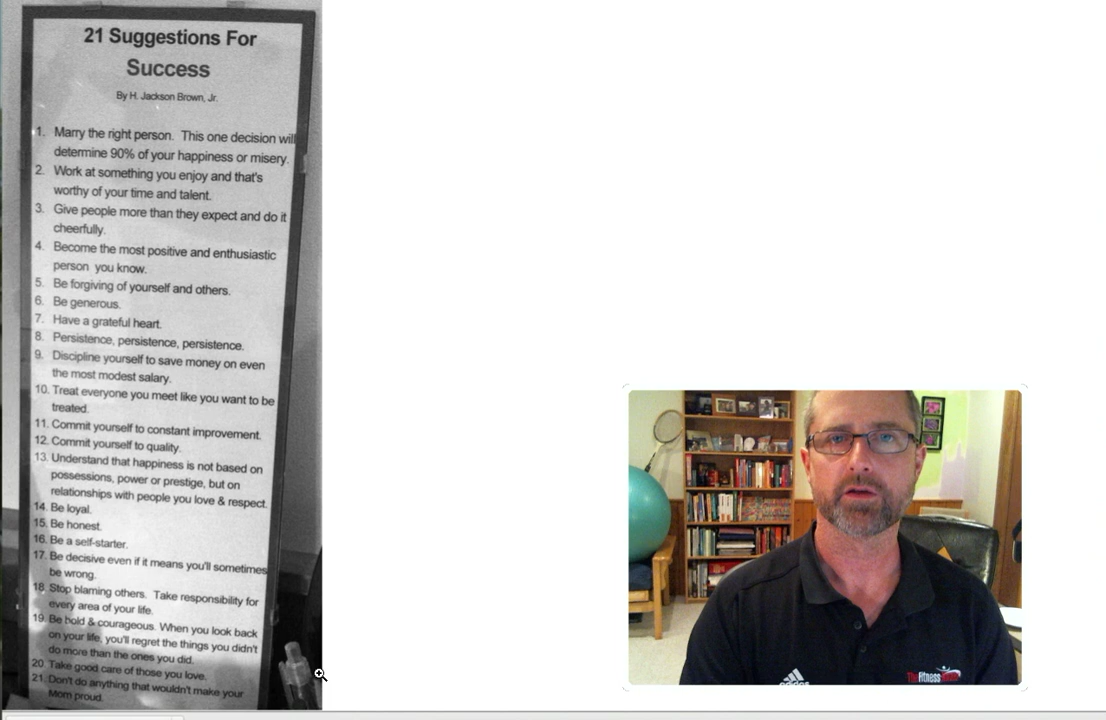 21 Suggestions For
Success
By H. Jackson Brown, Jr.
1. Marry the right person. This one decision will
determine 90% of your happiness or misery.
2. Work at something you enjoy and that's
worthy of your time and talent.
3. Give people more than they expect and do it
cheerfully.
4. Become the most positive and enthusiastic
person you know.
5. Be forgiving of yourself and others.
6. Be generous.
7. Have a grateful heart.
8. Persistence, persistence, persistence.
9. Discipline yourself to save money on even
the most modest salary.
10. Treat everyone you meet like you want to be
treated.
11. Commit yourself to constant improvement.
12. Commit yourself to quality.
13. Understand that happiness is not based on
possessions, power or prestige, but on
relationships with people you love & respect.
14. Be loyal.
15. Be honest.
16. Be a self-starter.
17. Be decisive even if it means you'll sometimes
be wrong.
18. Stop blaming others. Take responsibility for
every area of your life.
19. Be bold & courageous. When you look back
on your life, you'll regret the things you didn't
do more than the ones you did.
20. Take good care of those you love.
21. Don't do anything that wouldn't make your
Mom proud.
adidas
The Fitness